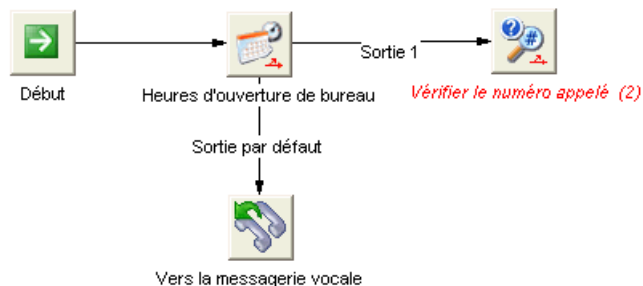 Sortie 1
Début
Heures d'ouverture de bureau
Vérifier le numéro appelé (2)
Sortie par défaut
Vers la messagerie vocale